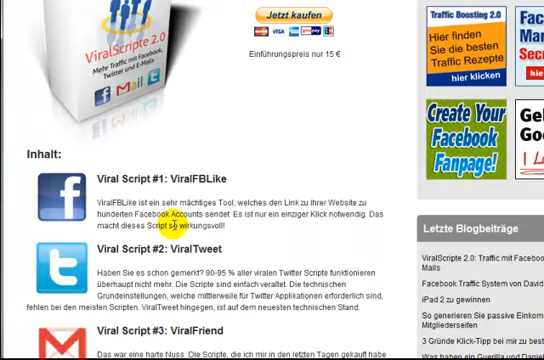 ViralScripte 2.0
Mehr Traffic mit Facebook,
Twitter und E-Mails
Mail
Jetzt kaufen
VISA
Einführungspreis nur 15 €
Inhalt:
Viral Script #1: ViralFBLike
ViralFBLike ist ein sehr mächtiges Tool, welches den Link zu Ihrer Website zu
hunderten Facebook Accounts sendet. Es ist nur ein einziger Klick notwendig. Das
macht dieses Script so wirkungsvoll!
Viral Script #2: ViralTweet
Haben Sie es schon gemerkt? 90-95 % aller viralen Twitter Scripte funktionieren
überhaupt nicht mehr. Die Scripte sind einfach veraltet. Die technischen
Grundeinstellungen, welche mittlerweile für Twitter Applikationen erforderlich sind,
fehlen bei den meisten Scripten. ViralTweet hingegen, ist auf dem neuesten technischen Stand.
Viral Script #3: ViralFriend
Das war eine harte Nuss. Die Scripte, die ich mir in den letzten Tagen gekauft habe
Traffic Boosting 2.0
Hier finden
Sie die besten
Traffic Rezepte
hier klicken
Fac
Mar
Sec
hie
Create Your
Facebook
Fanpage!
Gel
Go
I L
Letzte Blogbeiträge
ViralScripte 2.0: Traffic mit Faceboo
Mails
Facebook Traffic System von David
iPad 2 zu gewinnen
So generieren Sie passive Einkom
Mitgliederseiten
3 Gründe Klick-Tipp bei mir zu best